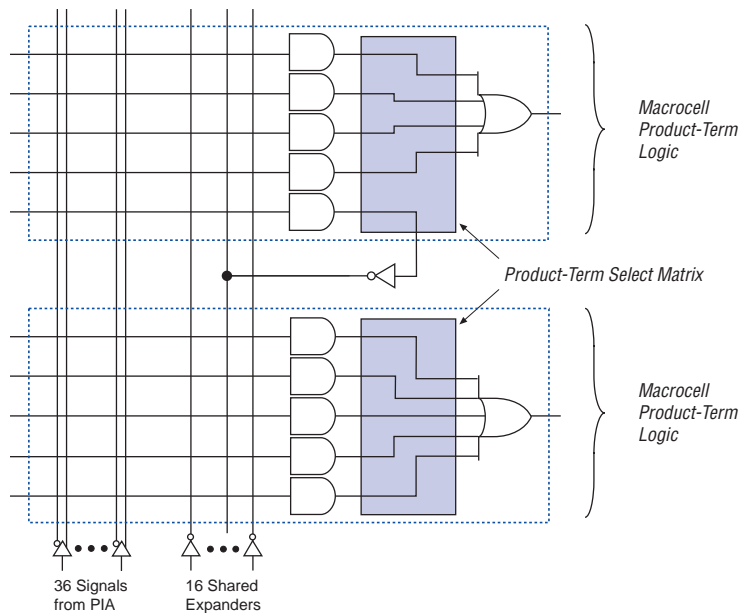 Macrocell
Product-Term
Logic
Product-Term Select Matrix
Macrocell
Product-Term
Logic
36 Signals
from PIA
16 Shared
Expanders